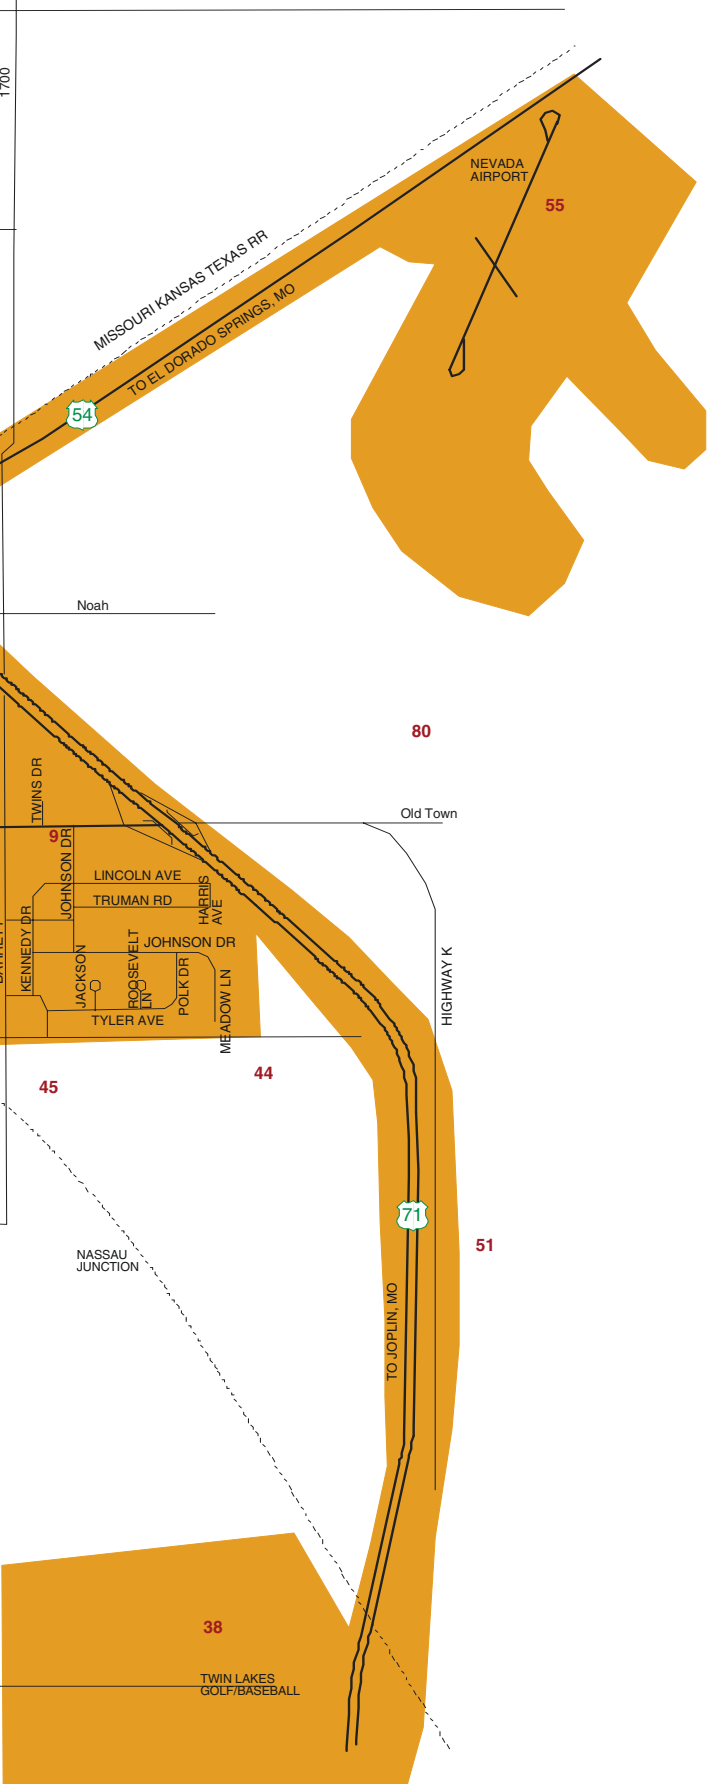 1700
NEVADA
AIRPORT
55
MISSOURI KANSAS TEXAS RR
TO EL DORADO SPRINGS, MO
54
Noah
80
TWINS DR
Old Town
9
JOHNSON DR
LINCOLN AVE
TRUMAN RD
HARRIS
AVE
KENNEDY DR
JACKSON
ROOSEVELT
LN
JOHNSON DR
POLK DR
MEADOW LN
TYLER AVE
HIGHWAY K
45
44
71
51
NASSAU
JUNCTION
TO JOPLIN, MO
38
TWIN LAKES
GOLF/BASEBALL